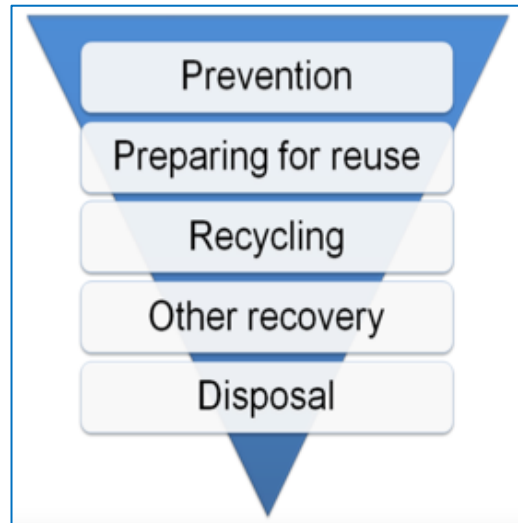 Prevention
Preparing for reuse
Recycling
Other recovery
Disposal